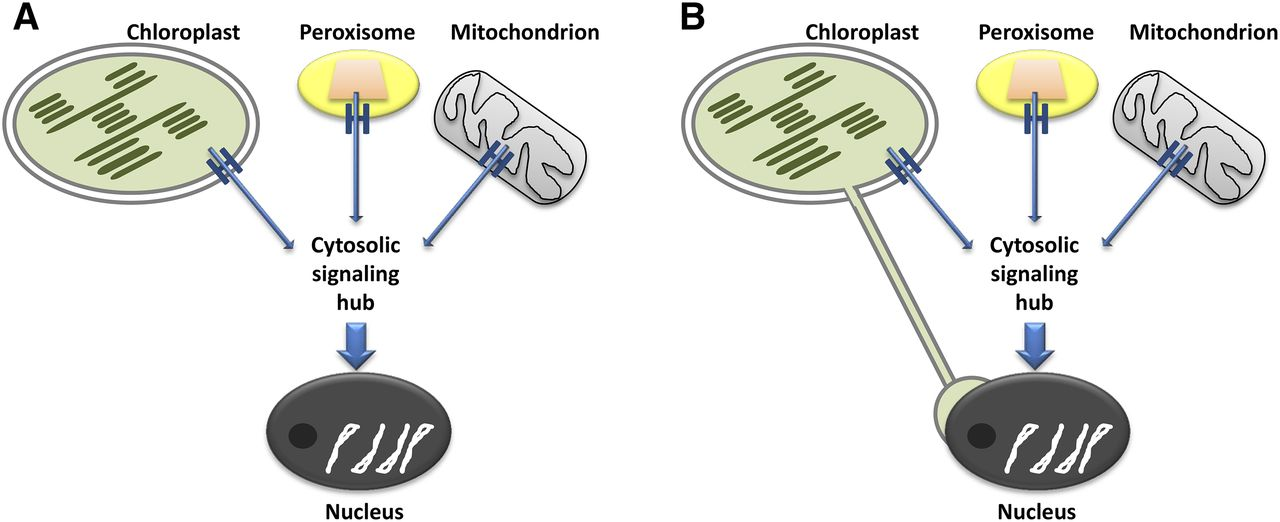 A
Chloroplast
Peroxisome
Mitochondrion
Cytosolic
signaling
hub
Nucleus
B
Chloroplast
Peroxisome
Mitochondrion
Cytosolic
signaling
hub
Nucleus